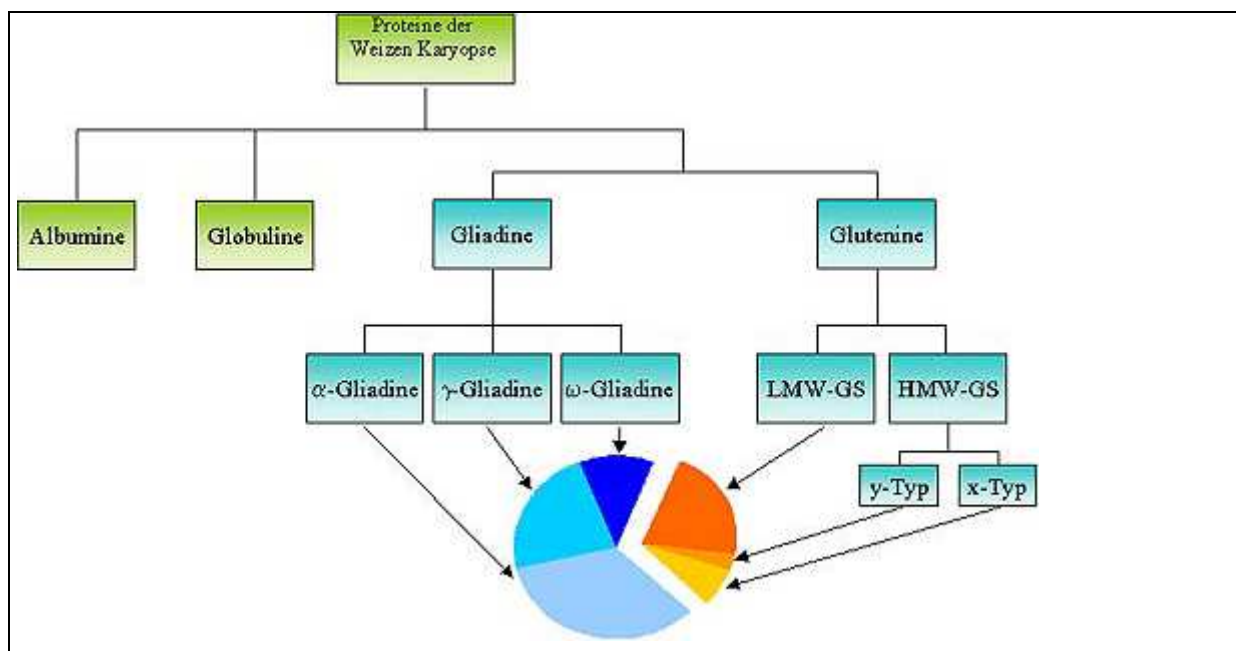 Proteine der
Weizen Karyopse
Albumine
Globuline
Gliadine
Glutenine
α-Gliadine
γ-Gliadine
ω-Gliadine
LMW-GS
HMW-GS
y-Typ
x-Typ